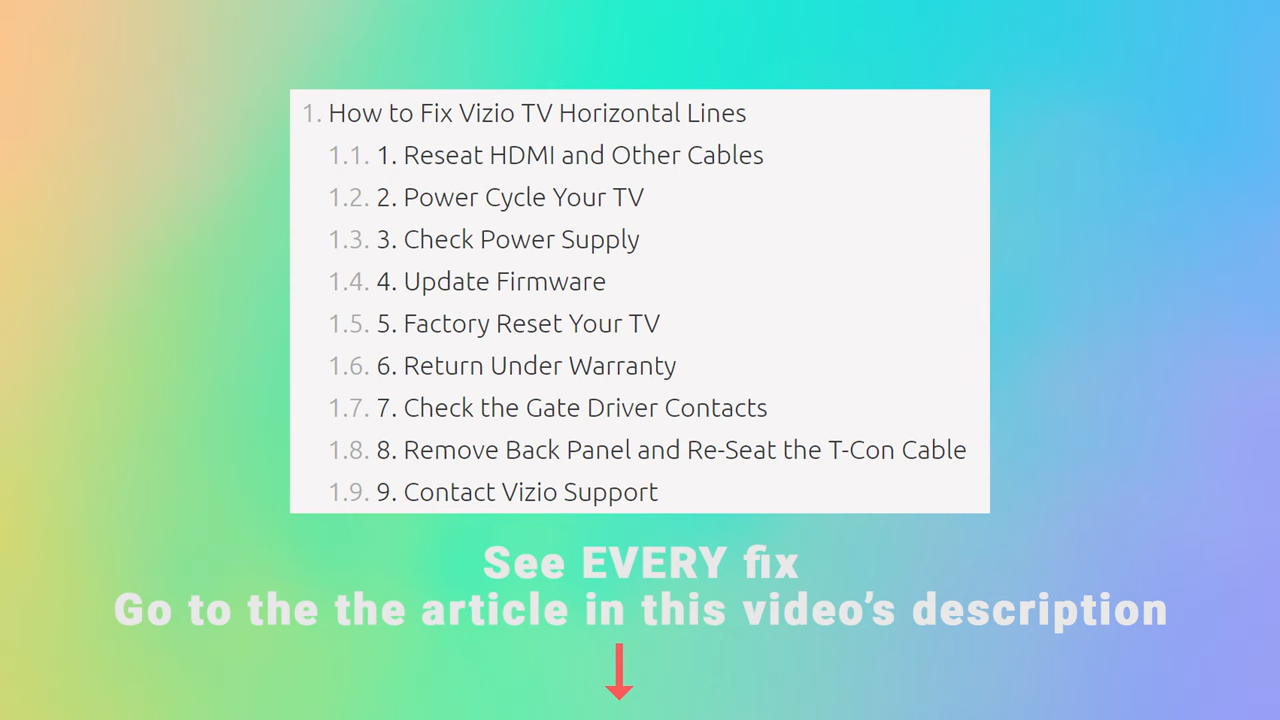 1. How to Fix Vizio TV Horizontal Lines
1.1. 1. Reseat HDMI and Other Cables
1.2. 2. Power Cycle Your TV
1.3. 3. Check Power Supply
1.4. 4. Update Firmware
1.5. 5. Factory Reset Your TV
1.6. 6. Return Under Warranty
1.7. 7. Check the Gate Driver Contacts
1.8. 8. Remove Back Panel and Re-Seat the T-Con Cable
1.9. 9. Contact Vizio Support
See EVERY fix
Go to the the article in this video’s description